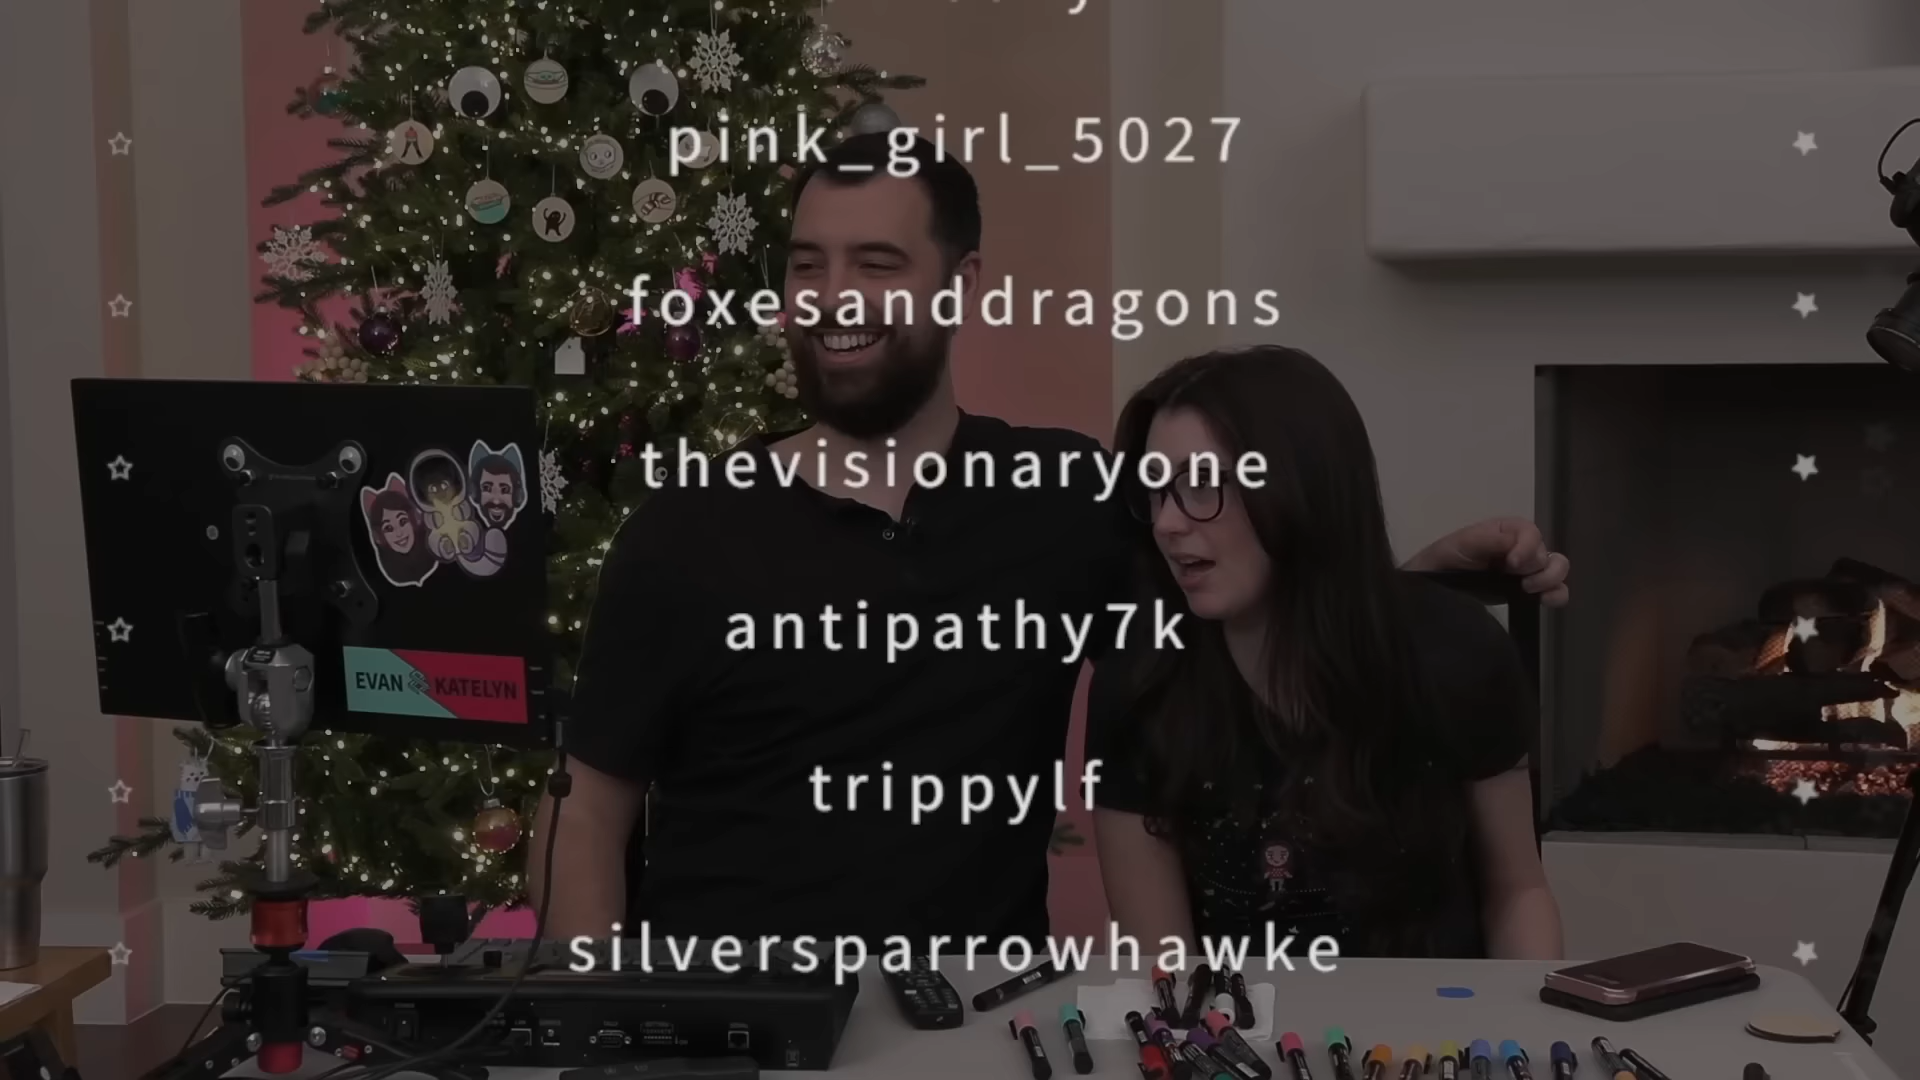 pink_girl_5027
foxesanddragons
thevisionaryone
antipathy7k
EVAN & KATELYN
trippylf
silversparrowhawke